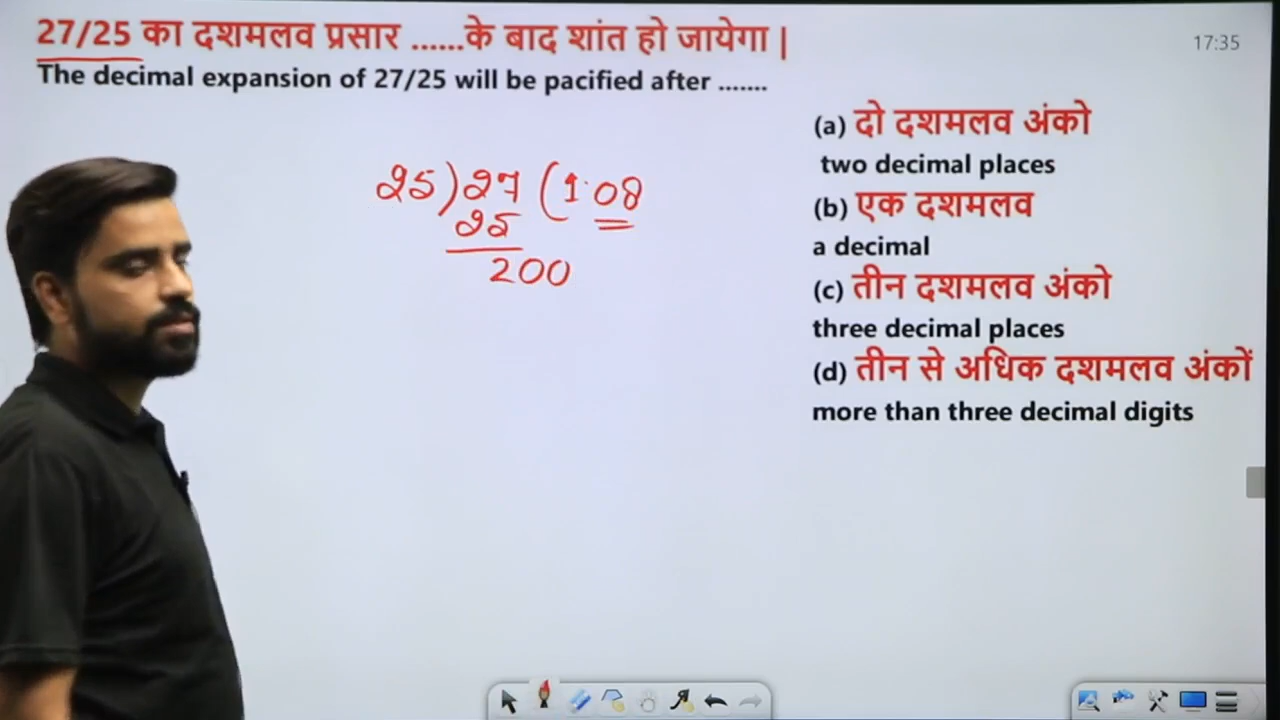 27/25 का दशमलव प्रसार ......के बाद शांत हो जायेगा |
17:35
The decimal expansion of 27/25 will be pacified after .......
(a) दो दशमलव अंको
two decimal places
(b) एक दशमलव
a decimal
(c) तीन दशमलव अंको
three decimal places
(d) तीन से अधिक दशमलव अंकों
more than three decimal digits
25)27(1.08
25
200